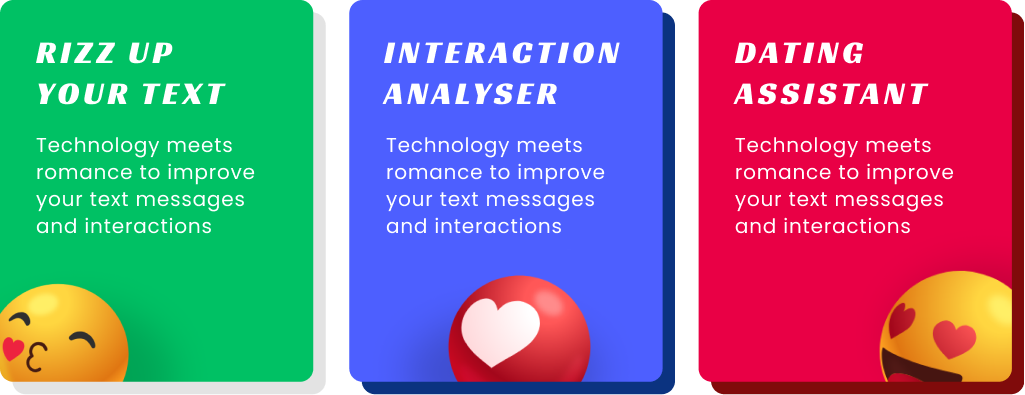 RIZZ UP
YOUR TEXT
Technology meets
romance to improve
your text messages
and interactions
INTERACTION
ANALYSER
Technology meets
romance to improve
your text messages
and interactions
DATING
ASSISTANT
Technology meets
romance to improve
your text messages
and interactions